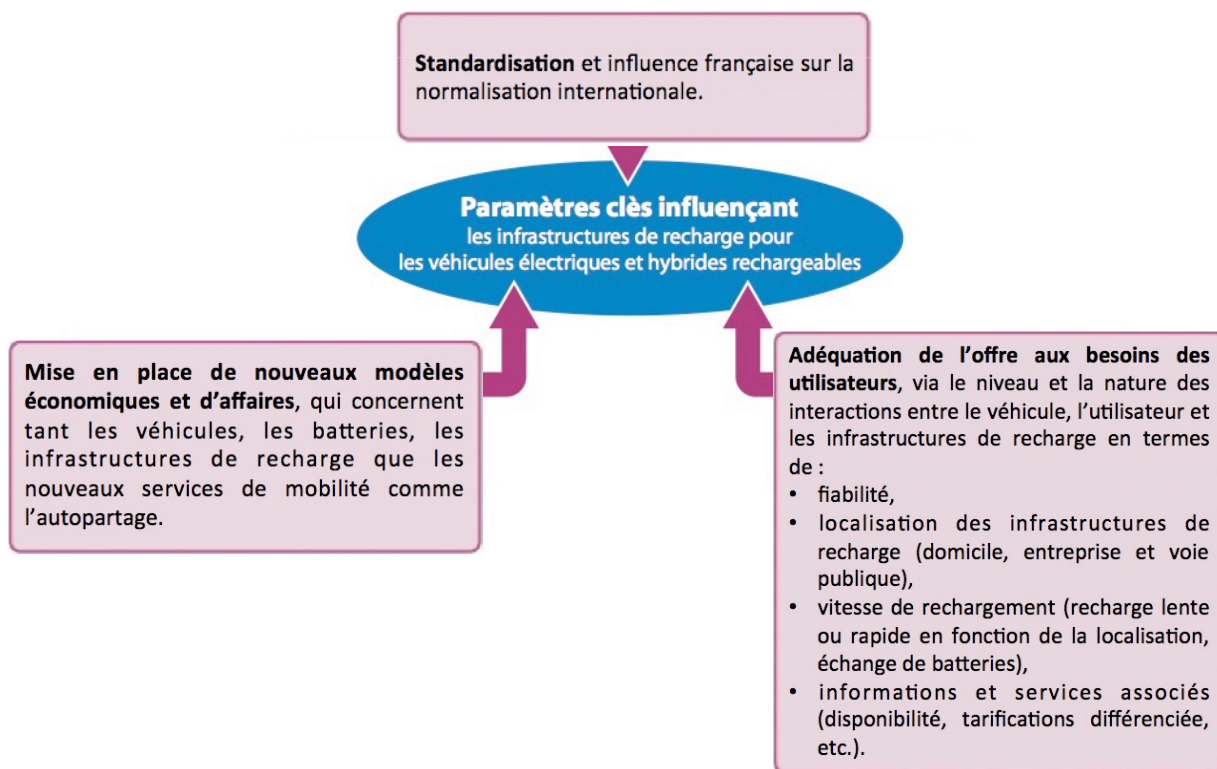 Standardisation et influence française sur la
normalisation internationale.
Paramètres clès influençant
les infrastructures de recharge pour
les véhicules électriques et hybrides rechargeables
Mise en place de nouveaux modèles
économiques et d’affaires, qui concernent
tant les véhicules, les batteries, les
infrastructures de recharge que les
nouveaux services de mobilité comme
l’autopartage.
Adéquation de l’offre aux besoins des
utilisateurs, via le niveau et la nature des
interactions entre le véhicule, l’utilisateur et
les infrastructures de recharge en termes
de :
• fiabilité,
• localisation des infrastructures de
recharge (domicile, entreprise et voie
publique),
• vitesse de rechargement (recharge lente
ou rapide en fonction de la localisation,
échange de batteries),
• informations et services associés
(disponibilité, tarifications différenciée,
etc.).